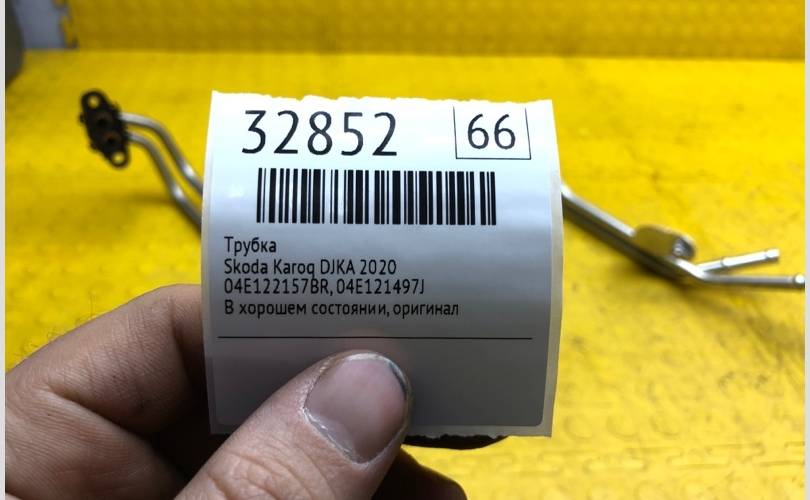 32852 66
Трубка
Skoda Karoq DJKA 2020
04E122157BR, 04E121497J
В хорошем состоянии, оригинал